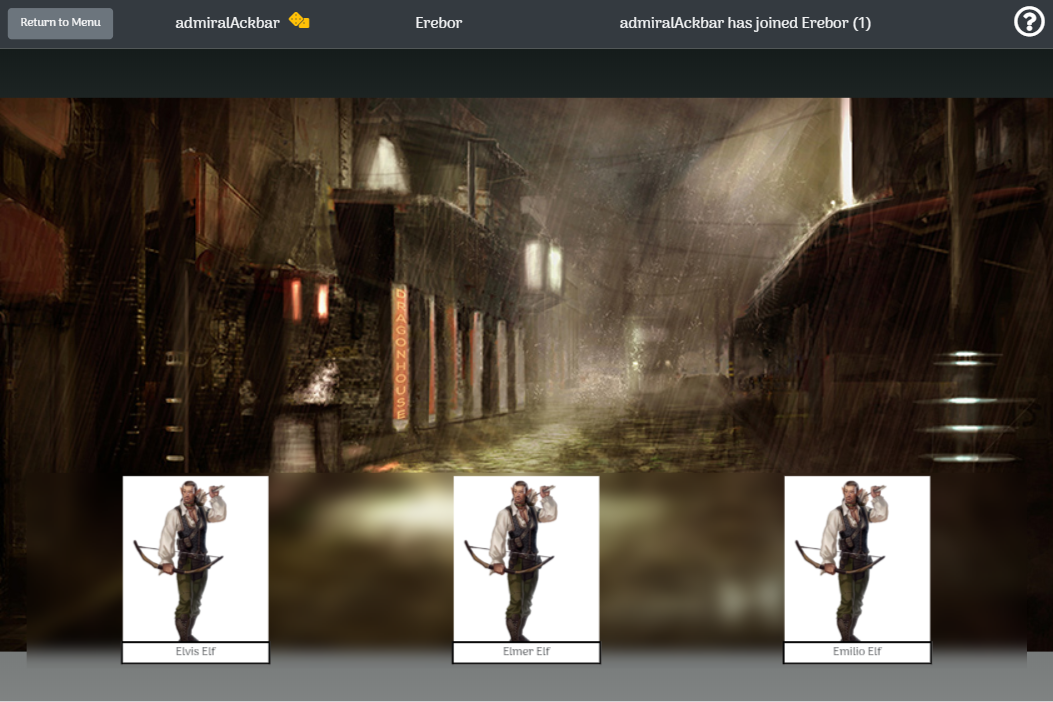 Return to Menu
admiralAckbar
Erebor
admiralAckbar has joined Erebor (1)
?
DRAGONHOUSE
Elvis Elf
Elmer Elf
Emilio Elf